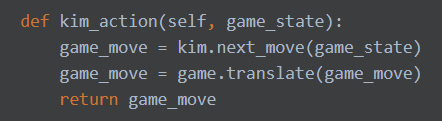 def kim_action(self, game_state):
    game_move = kim.next_move(game_state)
    game_move = game.translate(game_move)
    return game_move